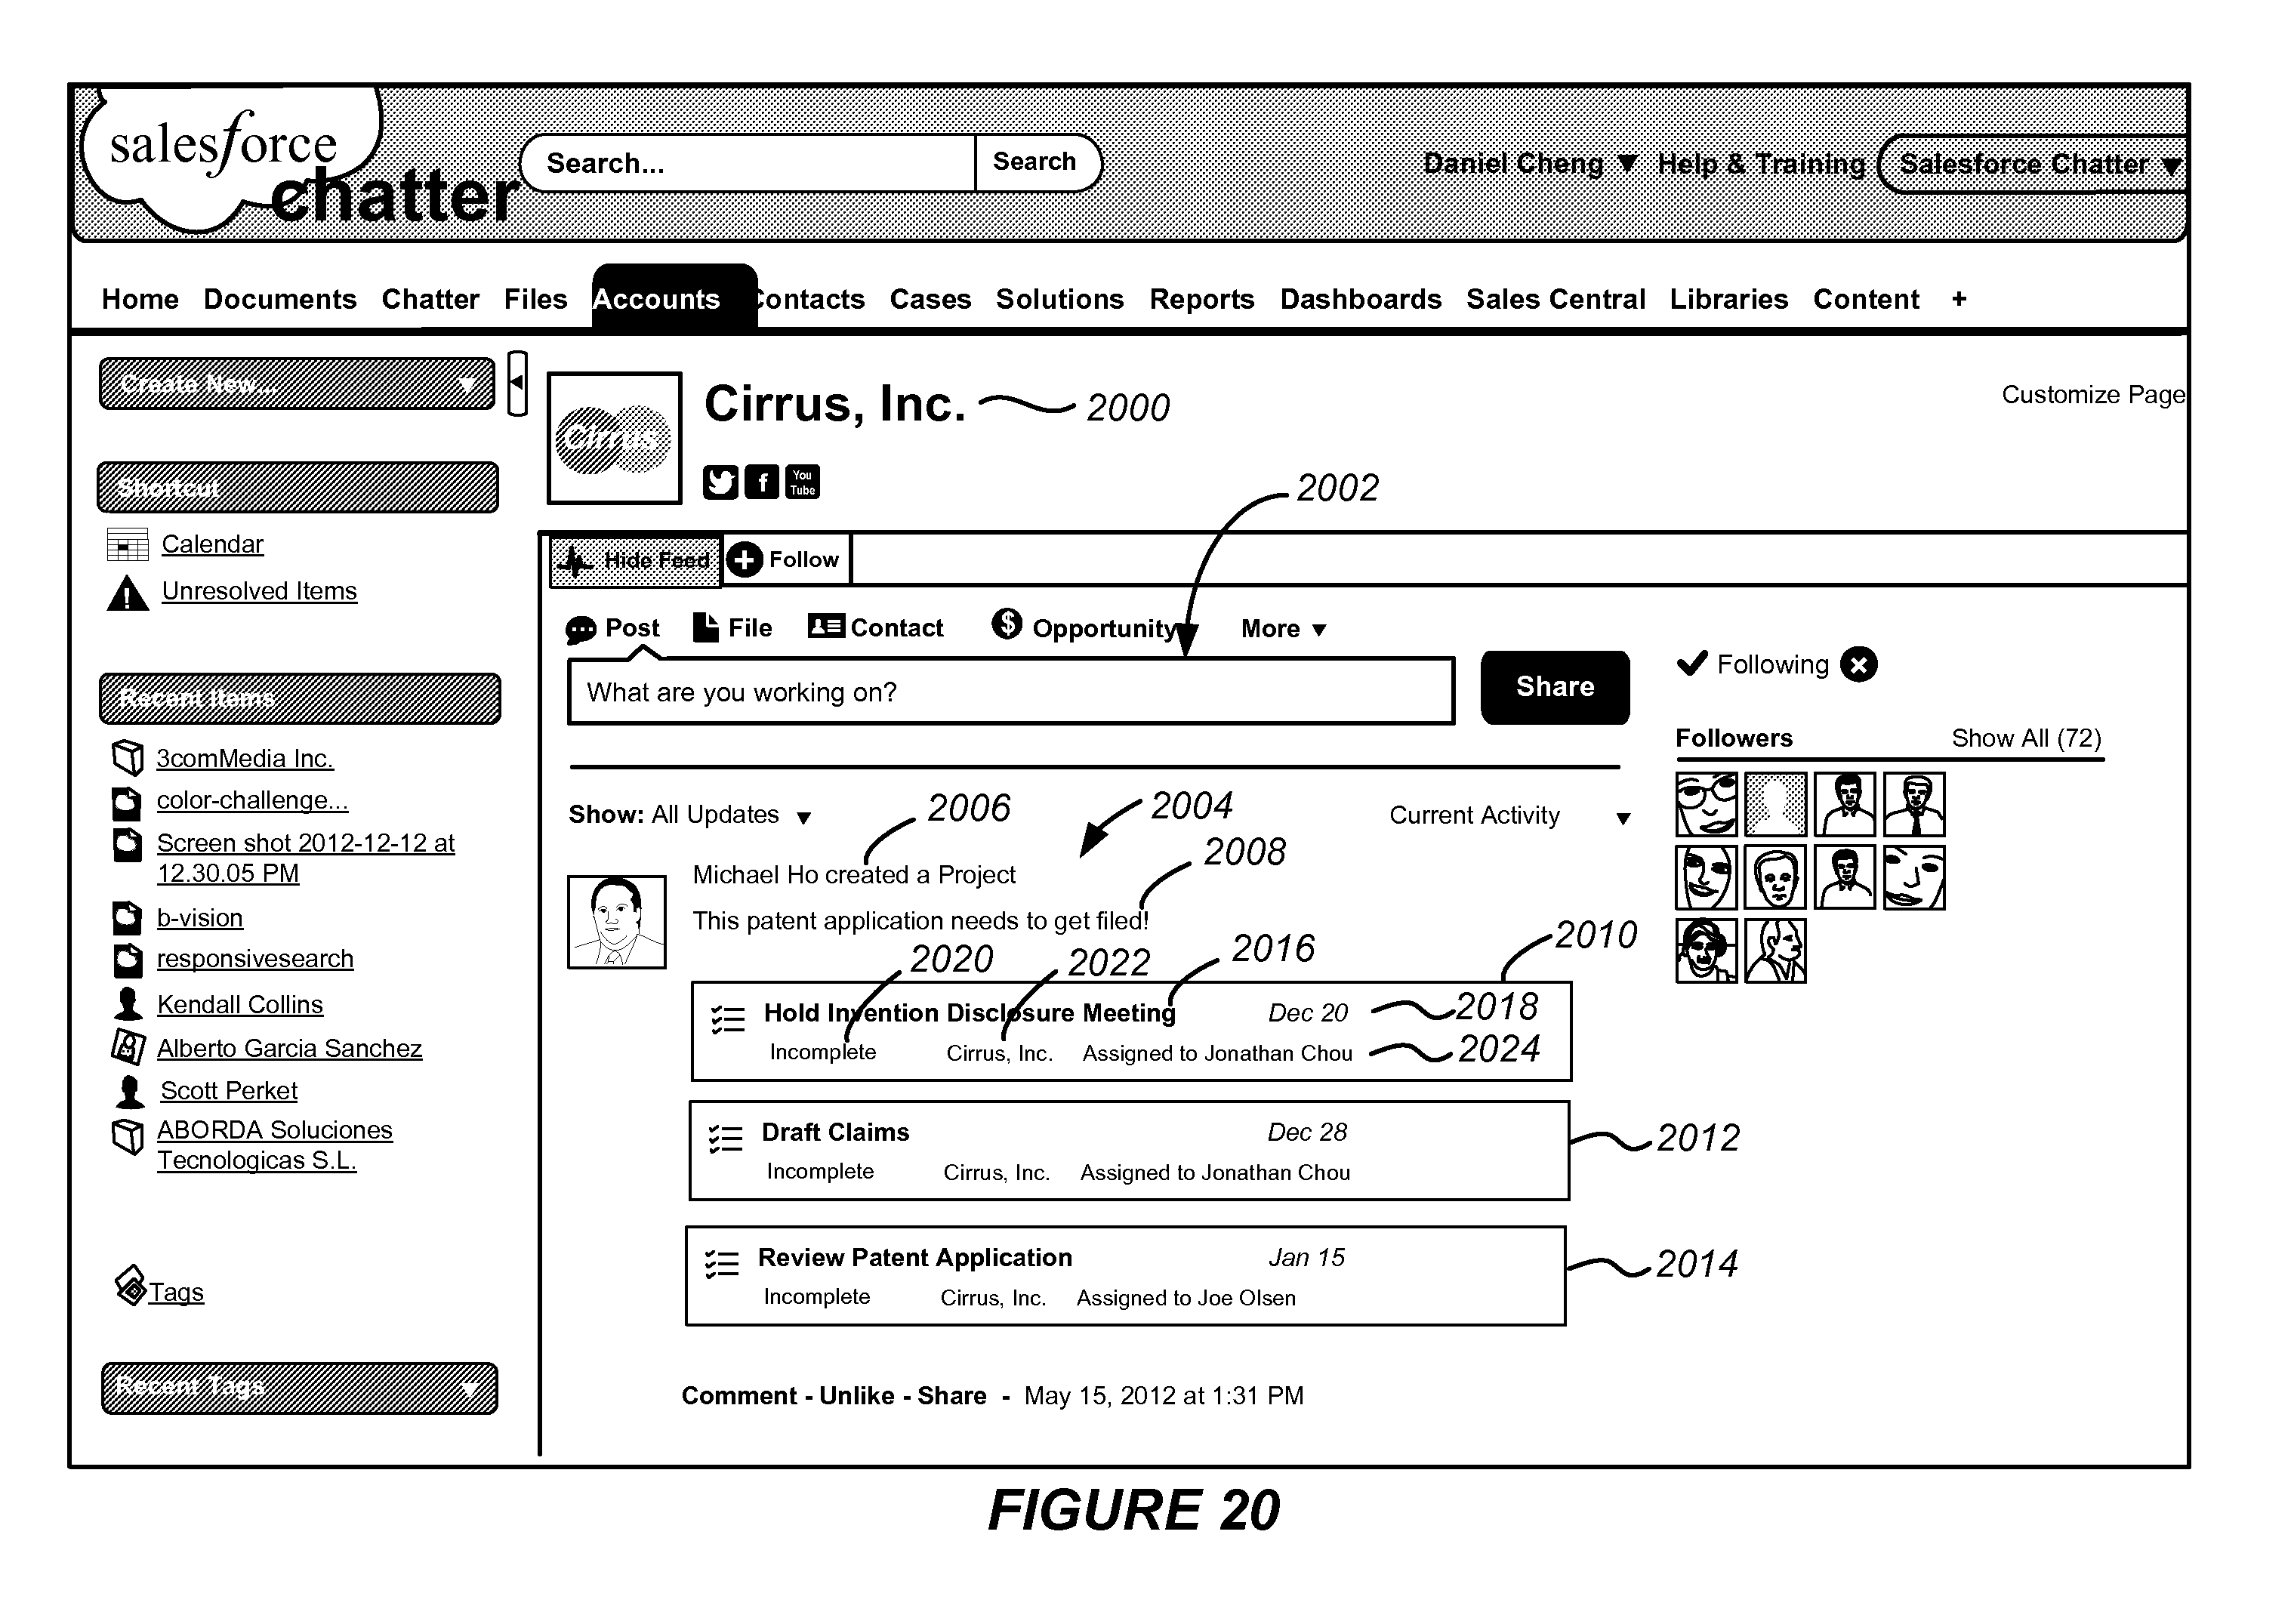 salesforce
chatter
Search...
Search
Daniel Cheng ▼ Help & Training Salesforce Chatter ▼
Home Documents Chatter Files Accounts Contacts Cases Solutions Reports Dashboards Sales Central Libraries Content +
Create New...
Shortcut
Calendar
Unresolved Items
Recent Items
3comMedia Inc.
color-challenge...
Screen shot 2012-12-12 at
12.30.05 PM
b-vision
responsivesearch
Kendall Collins
Alberto Garcia Sanchez
Scott Perket
ABORDA Soluciones
Tecnologicas S.L.
Tags
Recent Tags
Cirrus
Cirrus, Inc. 2000
Customize Page
f You Tube
2002
Hide Feed Follow
Post File Contact $ Opportunity More ▼
What are you working on?
Share
Following
Followers Show All (72)
Show: All Updates ▼ 2006 2004 Current Activity ▼
2008
Michael Ho created a Project
This patent application needs to get filed!
2020 2022 2016 2010
Hold Invention Disclosure Meeting Dec 20 2018
Incomplete Cirrus, Inc. Assigned to Jonathan Chou 2024
Draft Claims Dec 28
2012
Incomplete Cirrus, Inc. Assigned to Jonathan Chou
Review Patent Application Jan 15
2014
Incomplete Cirrus, Inc. Assigned to Joe Olsen
Comment - Unlike - Share - May 15, 2012 at 1:31 PM
FIGURE 20